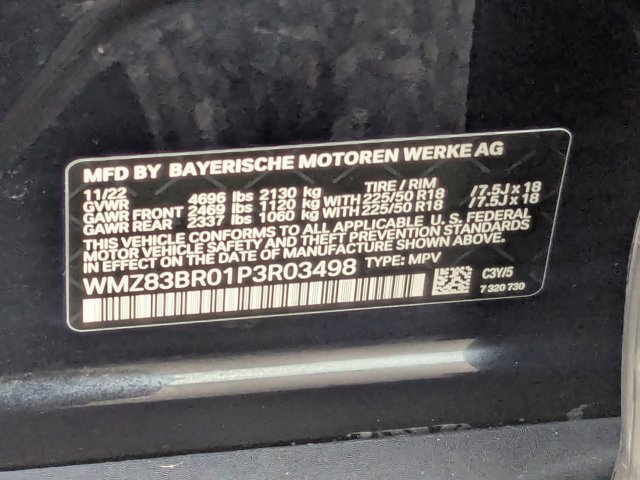 MFD BY BAYERISCHE MOTOREN WERKE AG
11/22 TIRE / RIM
GVWR 4696 lbs 2130 kg
GAWR FRONT 2469 lbs 1120 kg WITH 225/50 R18 /7.5J x 18
GAWR REAR 2337 lbs 1060 kg WITH 225/50 R18 /7.5J x 18
THIS VEHICLE CONFORMS TO ALL APPLICABLE U. S. FEDERAL
MOTOR VEHICLE SAFETY AND THEFT PREVENTION STANDARDS
IN EFFECT ON THE DATE OF MANUFACTURE SHOWN ABOVE.
WMZ83BR01P3R03498 TYPE: MPV
C3Y/5
7 320 730